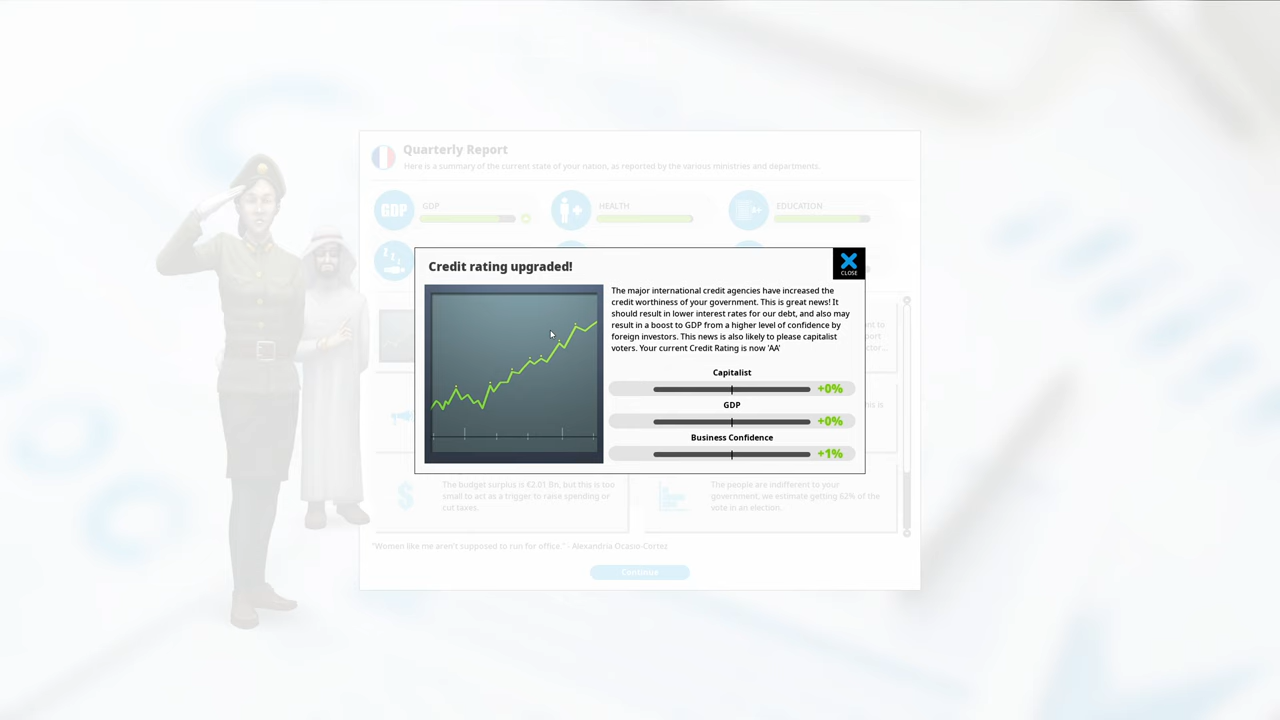 Quarterly Report
Here is a summary of the current state of your nation, as reported by the various ministries and departments.
GDP
GDP
HEALTH
EDUCATION
Credit rating upgraded!
CLOSE
The major international credit agencies have increased the
credit worthiness of your government. This is great news! It
should result in lower interest rates for our debt, and also may
result in a boost to GDP from a higher level of confidence by
foreign investors. This news is also likely to please capitalist
voters. Your current Credit Rating is now 'AA'
Capitalist
+0%
GDP
+0%
Business Confidence
+1%
The budget surplus is €2.01 Bn, but this is too
small to act as a trigger to raise spending or
cut taxes.
The people are indifferent to your
government, we estimate getting 62% of the
vote in an election.
"Women like me aren't supposed to run for office." - Alexandria Ocasio-Cortez
Continue